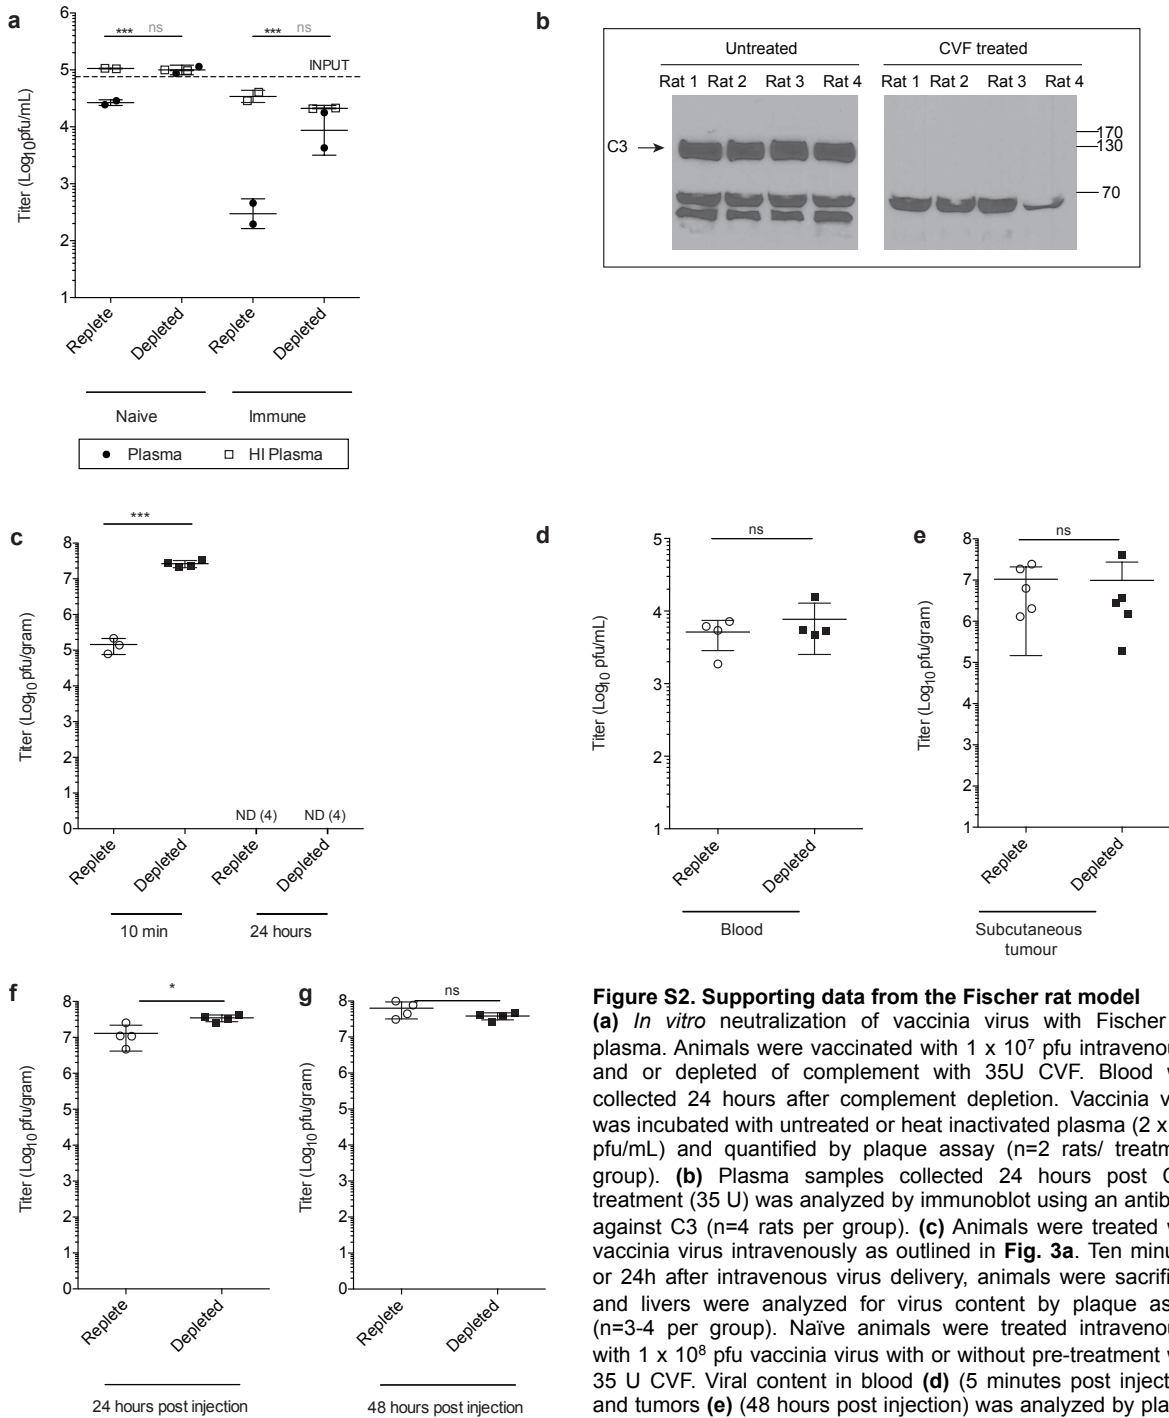 a
6
5
4
3
2
1
Titer (Log10pfu/mL)
*** ns
*** ns
INPUT
Replete
Depleted
Replete
Depleted
Naive
Immune
Plasma HI Plasma
b
Untreated CVF treated
Rat 1 Rat 2 Rat 3 Rat 4 Rat 1 Rat 2 Rat 3 Rat 4
C3
170
130
70
c
8
7
6
5
4
3
2
1
0
Titer (Log10 pfu/gram)
***
ND (4) ND (4)
Replete
Depleted
Replete
Depleted
10 min 24 hours
d
5
4
3
2
1
Titer (Log10 pfu/mL)
ns
Replete
Depleted
Blood
e
8
7
6
5
4
3
2
1
Titer (Log10 pfu/gram)
ns
Replete
Depleted
Subcutaneous
tumour
f
8
7
6
5
4
3
2
1
0
Titer (Log10 pfu/gram)
*
Replete
Depleted
24 hours post injection
g
8
7
6
5
4
3
2
1
0
Titer (Log10 pfu/gram)
ns
Replete
Depleted
48 hours post injection
Figure S2. Supporting data from the Fischer rat model
(a) In vitro neutralization of vaccinia virus with Fischer
plasma. Animals were vaccinated with 1 x 10⁷ pfu
and or depleted of complement with 35U CVF. Blood
collected 24 hours after complement depletion. Vaccinia
was incubated with untreated or heat inactivated plasma (2 x
pfu/mL) and quantified by plaque assay (n=2 rats/
group). (b) Plasma samples collected 24 hours post
treatment (35 U) was analyzed by immunoblot using an
against C3 (n=4 rats per group). (c) Animals were treated
vaccinia virus intravenously as outlined in Fig. 3a. Ten
or 24h after intravenous virus delivery, animals were
and livers were analyzed for virus content by plaque
(n=3-4 per group). Naïve animals were treated
with 1 x 10⁸ pfu vaccinia virus with or without pre-treatment
35 U CVF. Viral content in blood (d) (5 minutes post
and tumors (e) (48 hours post injection) was analyzed by